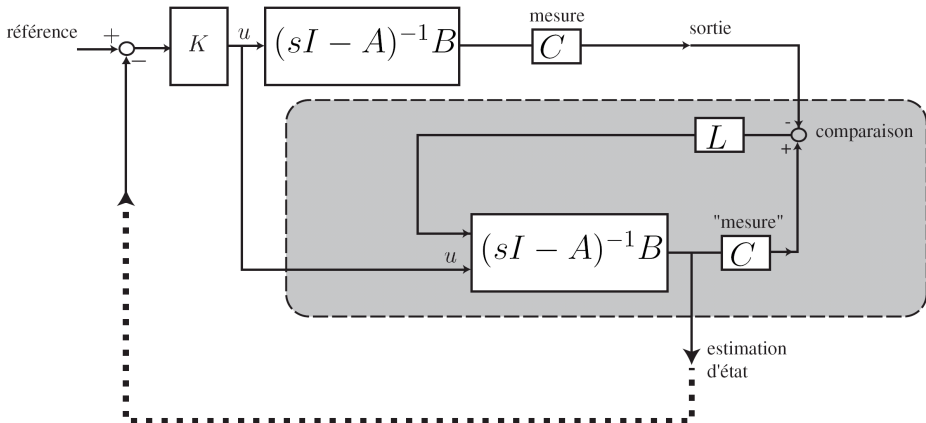 mesure
référence
+
−
K
u
(sI − A)⁻¹B
C
sortie
-
+
L
comparaison
"mesure"
u
(sI − A)⁻¹B
C
estimation
d'état